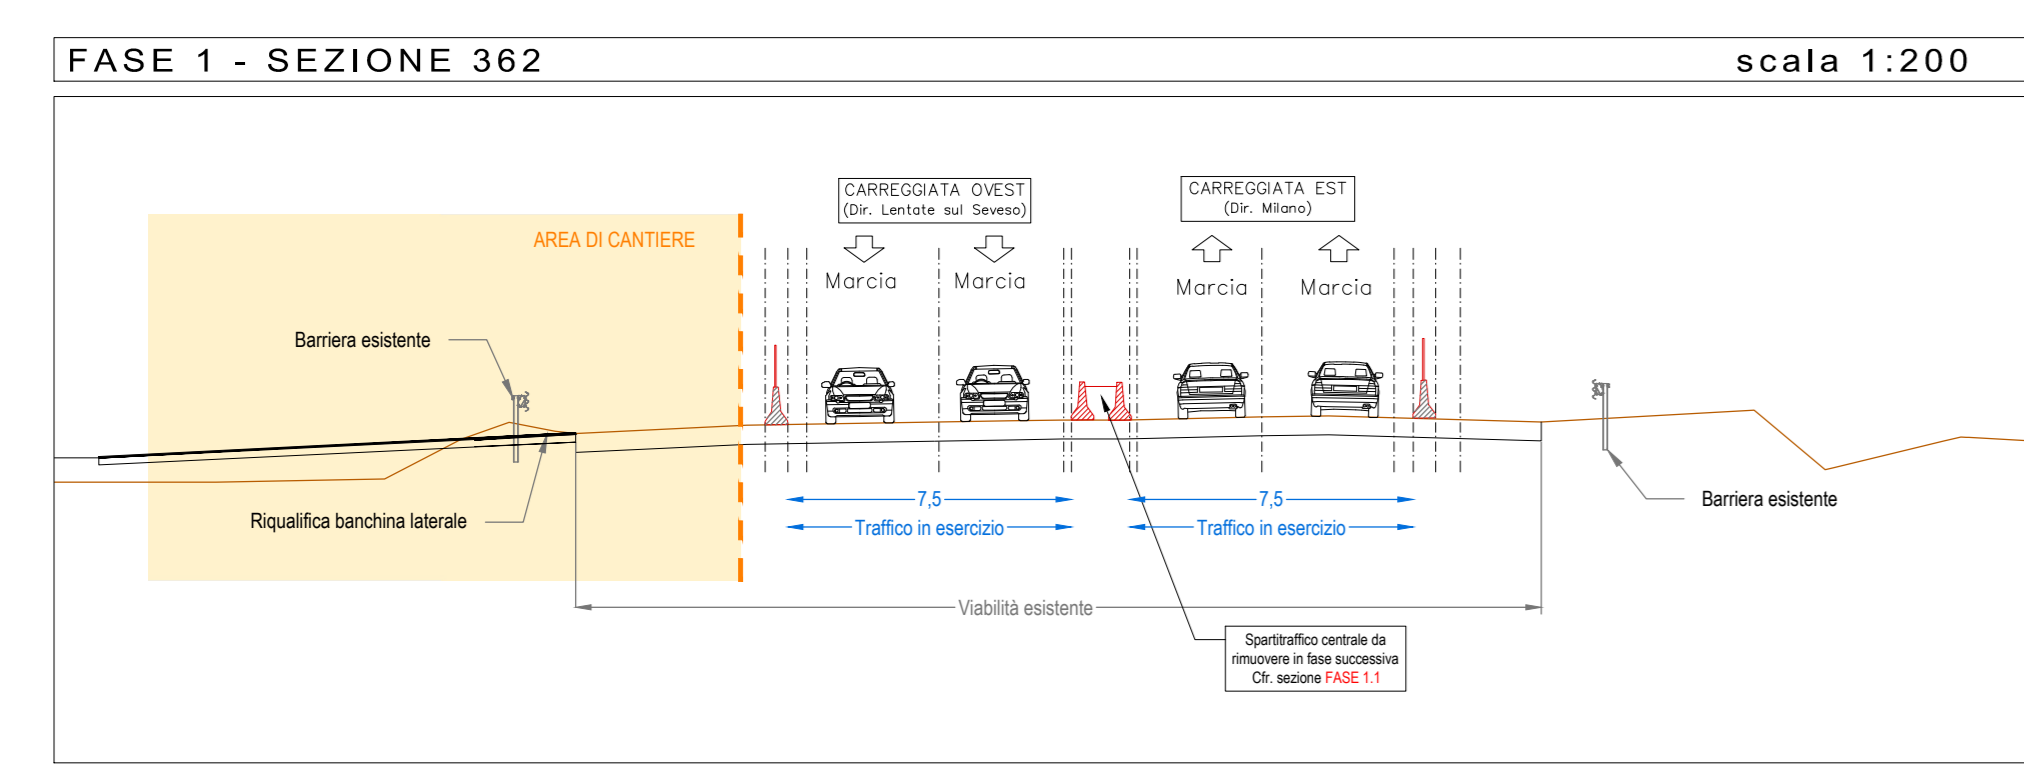 FASE 1 - SEZIONE 362
scala 1:200
CARREGGIATA OVEST
(Dir. Lentate sul Seveso)
CARREGGIATA EST
(Dir. Milano)
AREA DI CANTIERE
Marcia
Marcia
Marcia
Marcia
Barriera esistente
Riqualifica banchina laterale
7,5
7,5
Barriera esistente
Traffico in esercizio
Traffico in esercizio
Viabilità esistente
Spartitraffico centrale da
rimuovere in fase successiva
Cfr. sezione FASE 1.1